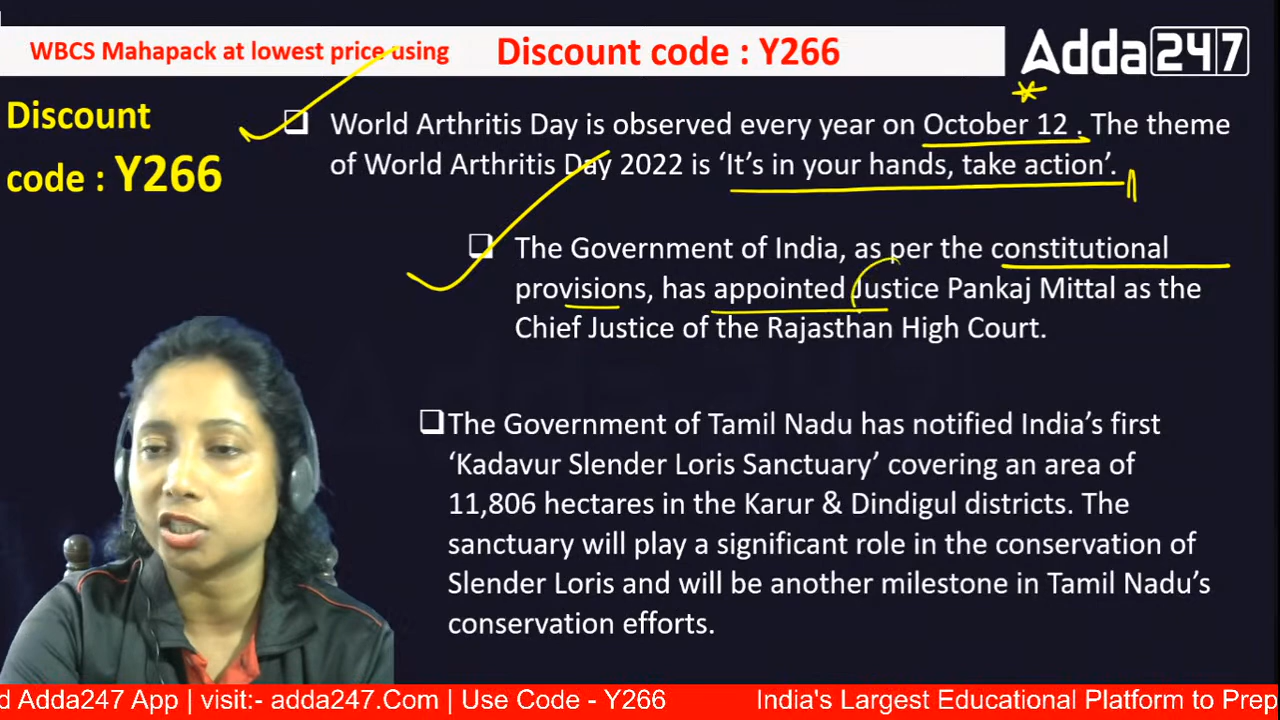 WBCS Mahapack at lowest price using
Discount code : Y266
Adda247
Discount
code : Y266
World Arthritis Day is observed every year on October 12 . The theme
of World Arthritis Day 2022 is ‘It’s in your hands, take action’.
The Government of India, as per the constitutional
provisions, has appointed Justice Pankaj Mittal as the
Chief Justice of the Rajasthan High Court.
The Government of Tamil Nadu has notified India’s first
‘Kadavur Slender Loris Sanctuary’ covering an area of
11,806 hectares in the Karur & Dindigul districts. The
sanctuary will play a significant role in the conservation of
Slender Loris and will be another milestone in Tamil Nadu’s
conservation efforts.
d Adda247 App | visit:- adda247.Com | Use Code - Y266 India's Largest Educational Platform to Prep